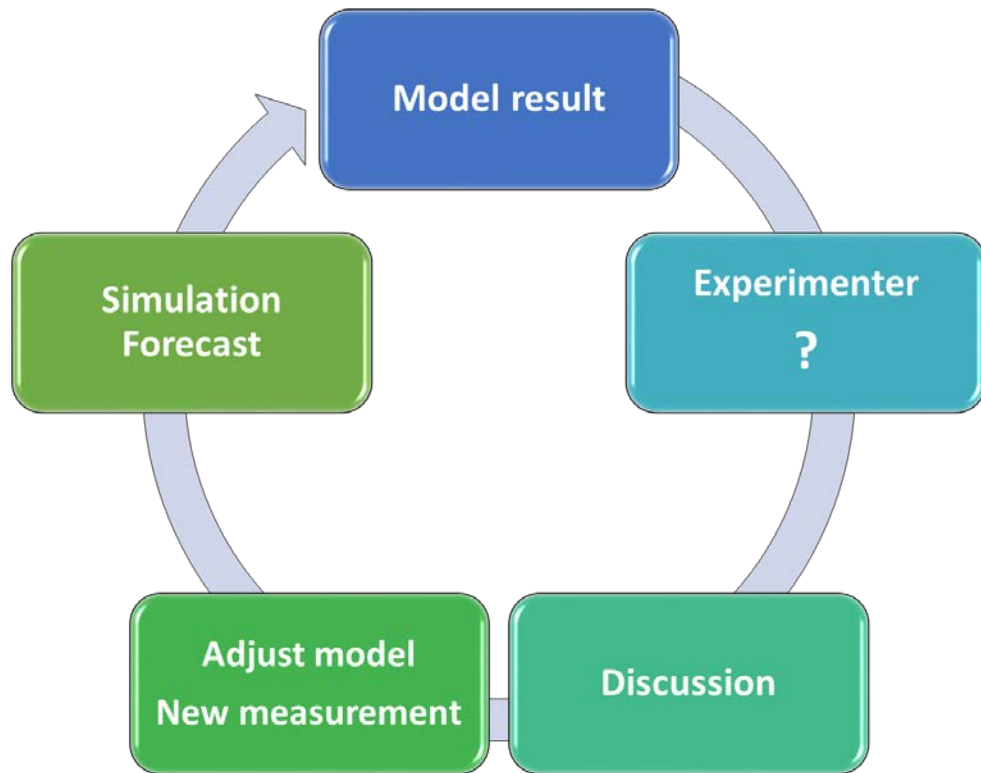 Model result
Experimenter
?
Discussion
Adjust model
New measurement
Simulation
Forecast